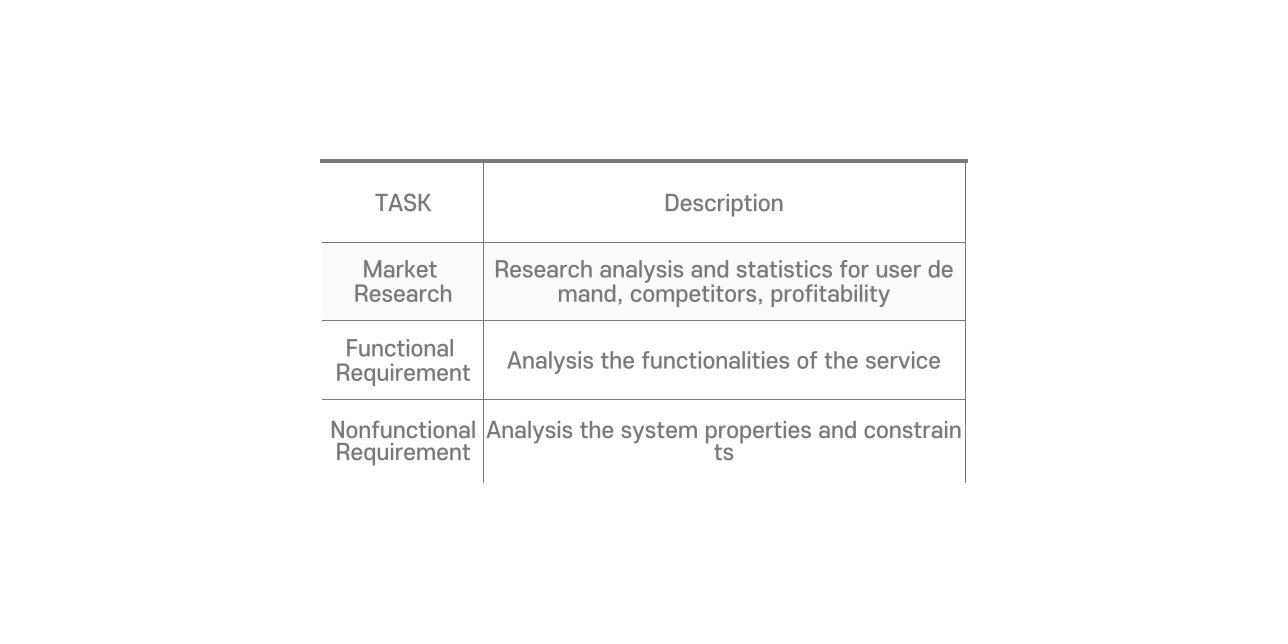 TASK
Description
Market
Research
Research analysis and statistics for user de
mand, competitors, profitability
Functional
Requirement
Analysis the functionalities of the service
Nonfunctional
Requirement
Analysis the system properties and constrain
ts